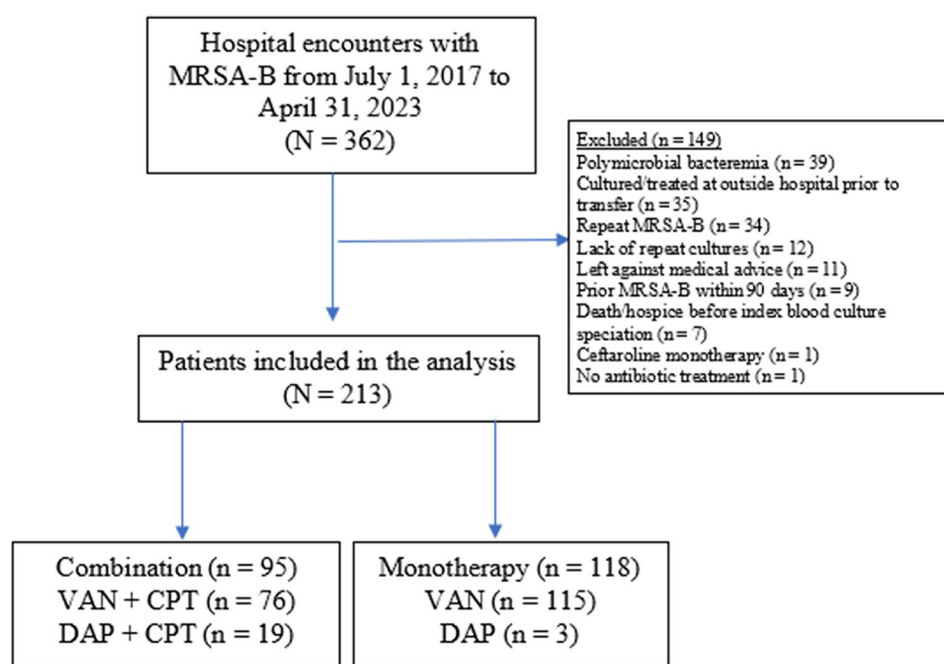 Hospital encounters with
MRSA-B from July 1, 2017 to
April 31, 2023
(N = 362)
Excluded (n = 149)
Polymicrobial bacteremia (n = 39)
Cultured/treated at outside hospital prior to
transfer (n = 35)
Repeat MRSA-B (n = 34)
Lack of repeat cultures (n = 12)
Left against medical advice (n = 11)
Prior MRSA-B within 90 days (n = 9)
Death/hospice before index blood culture
speciation (n = 7)
Ceftaroline monotherapy (n = 1)
No antibiotic treatment (n = 1)
Patients included in the analysis
(N = 213)
Combination (n = 95)
VAN + CPT (n = 76)
DAP + CPT (n = 19)
Monotherapy (n = 118)
VAN (n = 115)
DAP (n = 3)